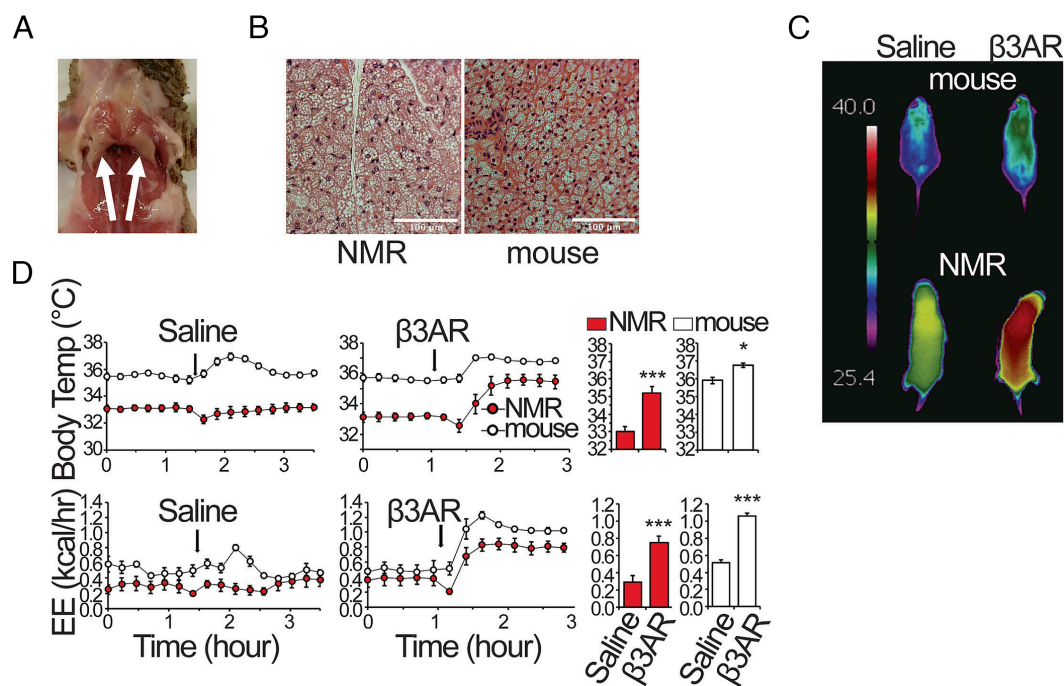 A
B
C
100 μm
100 μm
NMR
mouse
Saline
β3AR
mouse
40.0
NMR
25.4
D
Body Temp (°C)
38
36
34
32
30
Saline
0
1
2
3
38
36
34
32
β3AR
NMR
mouse
0
1
2
3
NMR
mouse
38
37
36
35
34
33
32
***
38
37
36
35
34
33
32
*
EE (kcal/hr)
1.4
1.2
1.0
0.8
0.6
0.4
0.2
0.0
Saline
0
1
2
3
Time (hour)
1.4
1.2
1.0
0.8
0.6
0.4
0.2
0.0
β3AR
0
1
2
3
Time (hour)
1.2
1.0
0.8
0.6
0.4
0.2
0.0
***
Saline
β3AR
1.2
1.0
0.8
0.6
0.4
0.2
0.0
***
Saline
β3AR